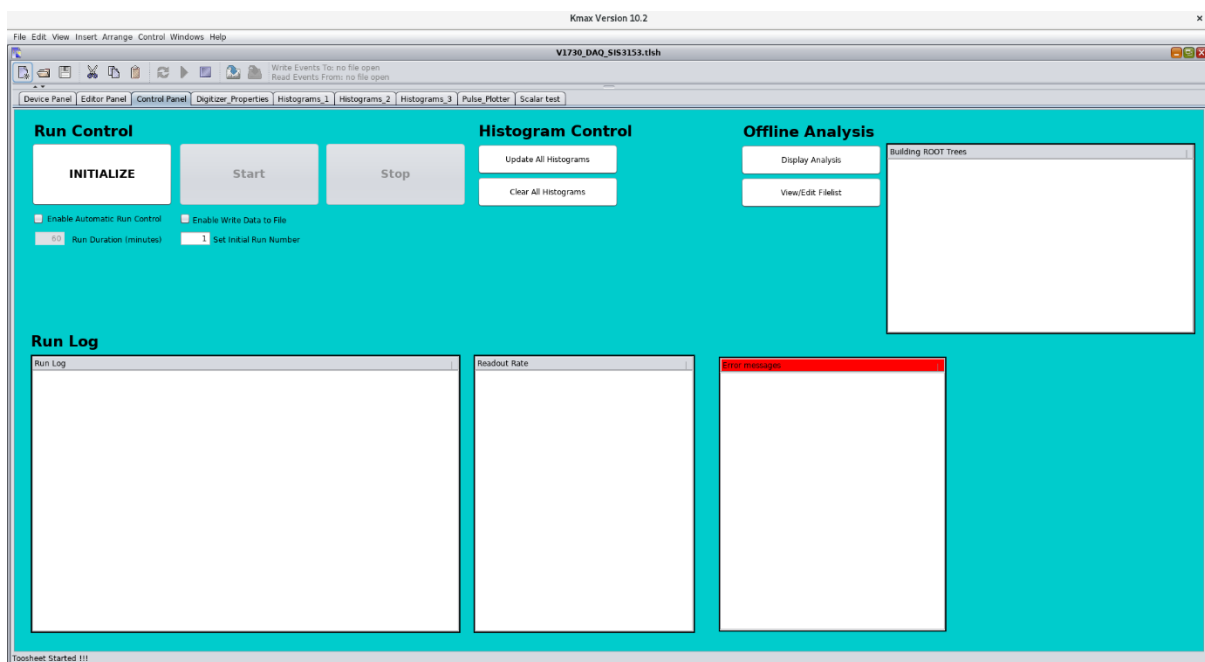 Kmax Version 10.2
File Edit View Insert Arrange Control Windows Help
V1730_DAQ_SIS3153.tlsh
Write Events To: no file open
Read Events From: no file open
Device Panel Editor Panel Control Panel Digitizer_Properties Histograms_1 Histograms_2 Histograms_3 Pulse_Plotter Scalar test
Run Control
INITIALIZE
Start
Stop
Enable Automatic Run Control
Enable Write Data to File
60 Run Duration (minutes)
1 Set Initial Run Number
Histogram Control
Update All Histograms
Clear All Histograms
Offline Analysis
Display Analysis
View/Edit Filelist
Building ROOT Trees
Run Log
Run Log
Readout Rate
Error messages
Toosheet Started !!!